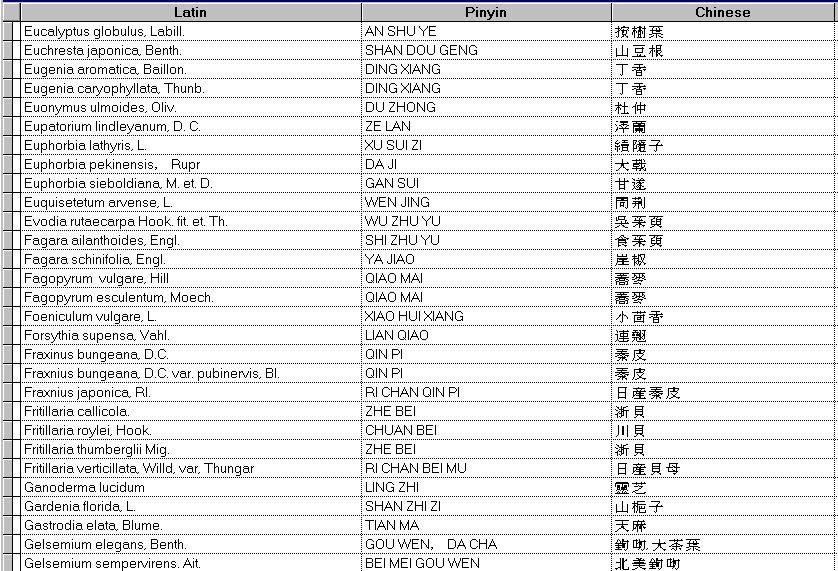 Latin Pinyin Chinese
Eucalyptus globulus, Labill. AN SHU YE 按樹葉
Euchresta japonica, Benth. SHAN DOU GENG 山豆根
Eugenia aromatica, Baillon. DING XIANG 丁香
Eugenia caryophyllata, Thunb. DING XIANG 丁香
Euonymus ulmoides, Oliv. DU ZHONG 杜仲
Eupatorium lindleyanum, D. C. ZE LAN 澤蘭
Euphorbia lathyris, L. XU SUI ZI 續隨子
Euphorbia pekinensis, Rupr DA JI 大戟
Euphorbia sieboldiana, M. et. D. GAN SUI 甘遂
Euquisetetum arvense, L. WEN JING 問荆
Evodia rutaecarpa Hook. fit. et. Th. WU ZHU YU 吳茱萸
Fagara ailanthoides, Engl. SHI ZHU YU 食茱萸
Fagara schinifolia, Engl. YA JIAO 崖椒
Fagopyrum vulgare, Hill QIAO MAI 蕎麥
Fagopyrum esculentum, Moech. QIAO MAI 蕎麥
Foeniculum vulgare, L. XIAO HUI XIANG 小茴香
Forsythia supensa, Vahl. LIAN QIAO 連翹
Fraxinus bungeana, D.C. QIN PI 秦皮
Fraxnius bungeana, D.C. var. pubinervis, Bl. QIN PI 秦皮
Fraxnius japonica, Rl. RI CHAN QIN PI 日産秦皮
Fritillaria callicola. ZHE BEI 浙貝
Fritillaria roylei, Hook. CHUAN BEI 川貝
Fritillaria thumberglii Mig. ZHE BEI 浙貝
Fritillaria verticillata, Willd, var, Thungar RI CHAN BEI MU 日産貝母
Ganoderma lucidum LING ZHI 靈芝
Gardenia florida, L. SHAN ZHI ZI 山梔子
Gastrodia elata, Blume. TIAN MA 天麻
Gelsemium elegans, Benth. GOU WEN, DA CHA 鉤吻,大茶葉
Gelsemium sempervirens. Ait. BEI MEI GOU WEN 北美鉤吻